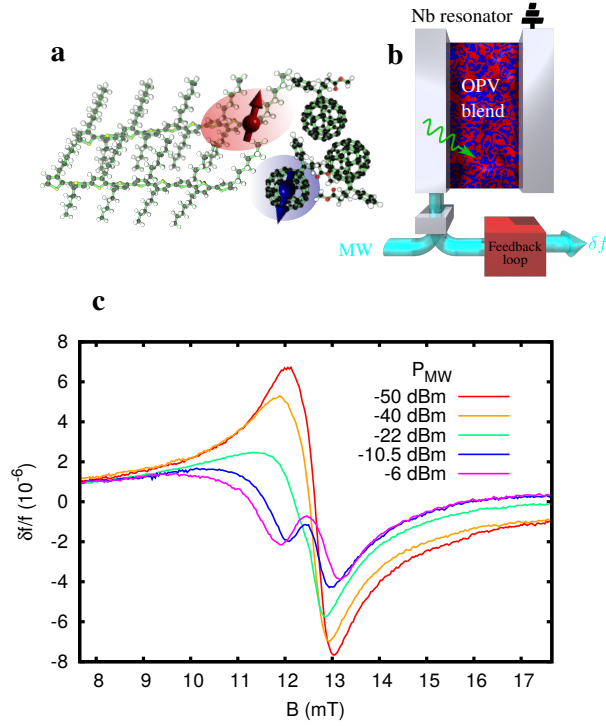 a
Nb resonator
b
OPV
blend
MW
Feedback
loop
δf
c
8
6
4
2
0
-2
-4
-6
-8
δf/f (10⁻⁶)
P_MW
-50 dBm
-40 dBm
-22 dBm
-10.5 dBm
-6 dBm
8 9 10 11 12 13 14 15 16 17
B (mT)